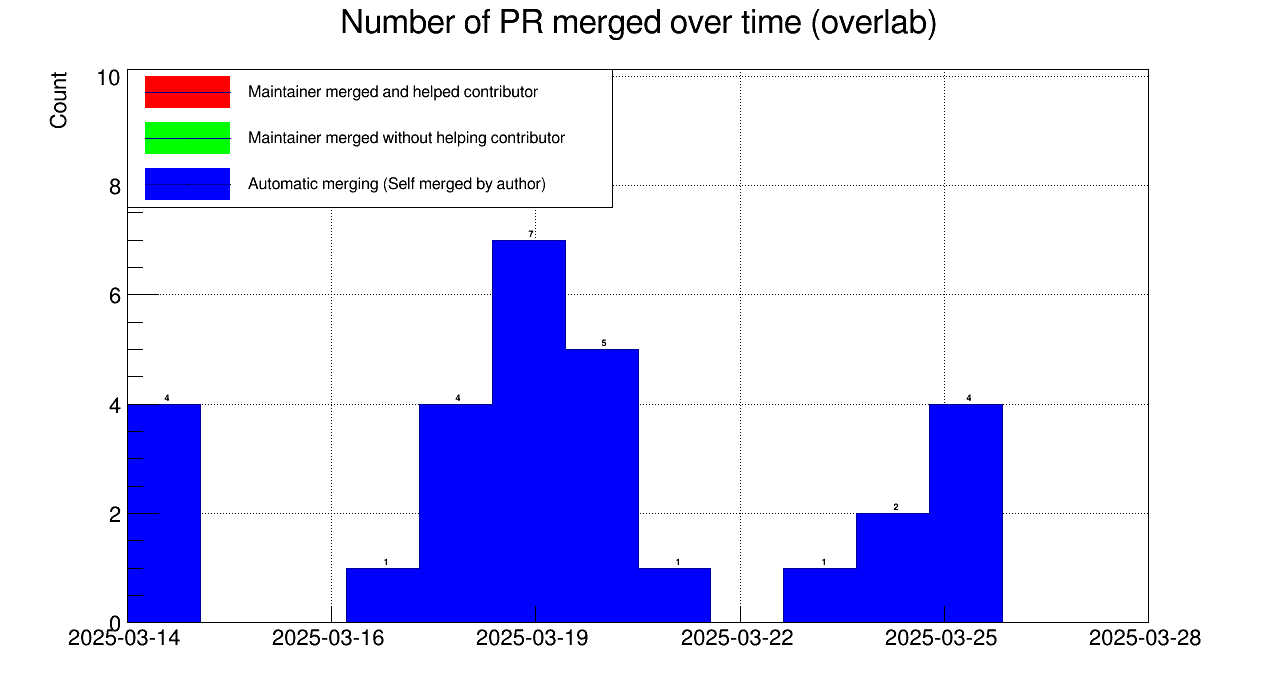 Number of PR merged over time (overlab)
Count
Maintainer merged and helped contributor
Maintainer merged without helping contributor
Automatic merging (Self merged by author)
10
8
6
4
2
0
4
1
4
7
5
1
1
2
4
2025-03-14 2025-03-16 2025-03-19 2025-03-22 2025-03-25 2025-03-28